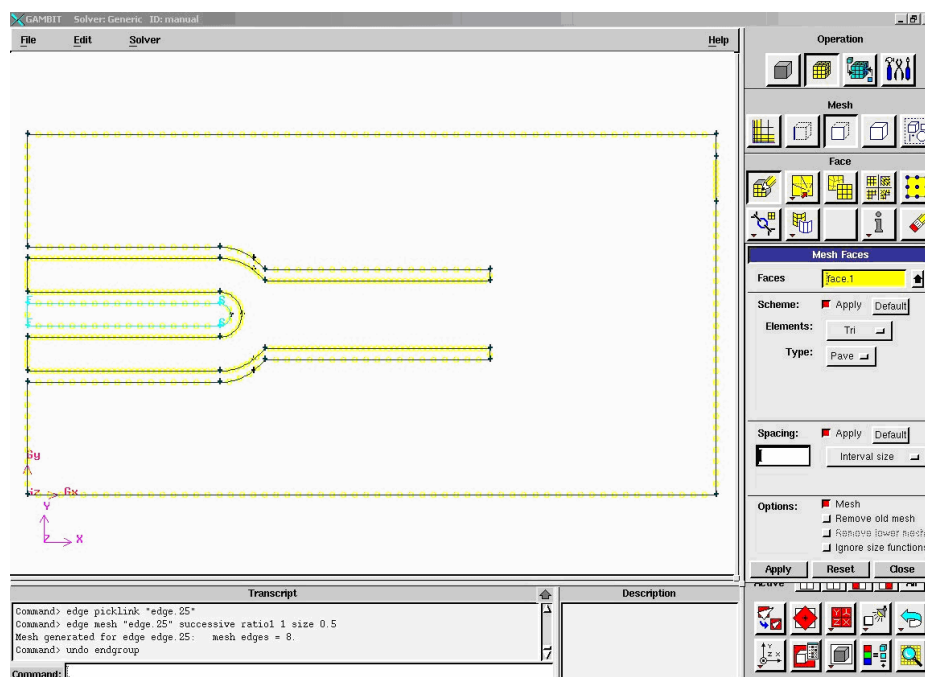 GAMBIT Solver: Generic ID: manual
File Edit Solver Help
Operation
Mesh
Face
Mesh Faces
Faces face.1
Scheme: Apply Default
Elements: Tri
Type: Pave
Spacing: Apply Default
Interval size
Options: Mesh
Remove old mesh
Remove lower mesh
Ignore size functions
Apply Reset Close
Gy
Gx
Y
Z X
Transcript
Description
Command> edge picklink "edge.25"
Command> edge mesh "edge.25" successive ratio1 1 size 0.5
Mesh generated for edge edge.25: mesh edges = 8.
Command> undo endgroup
Command: